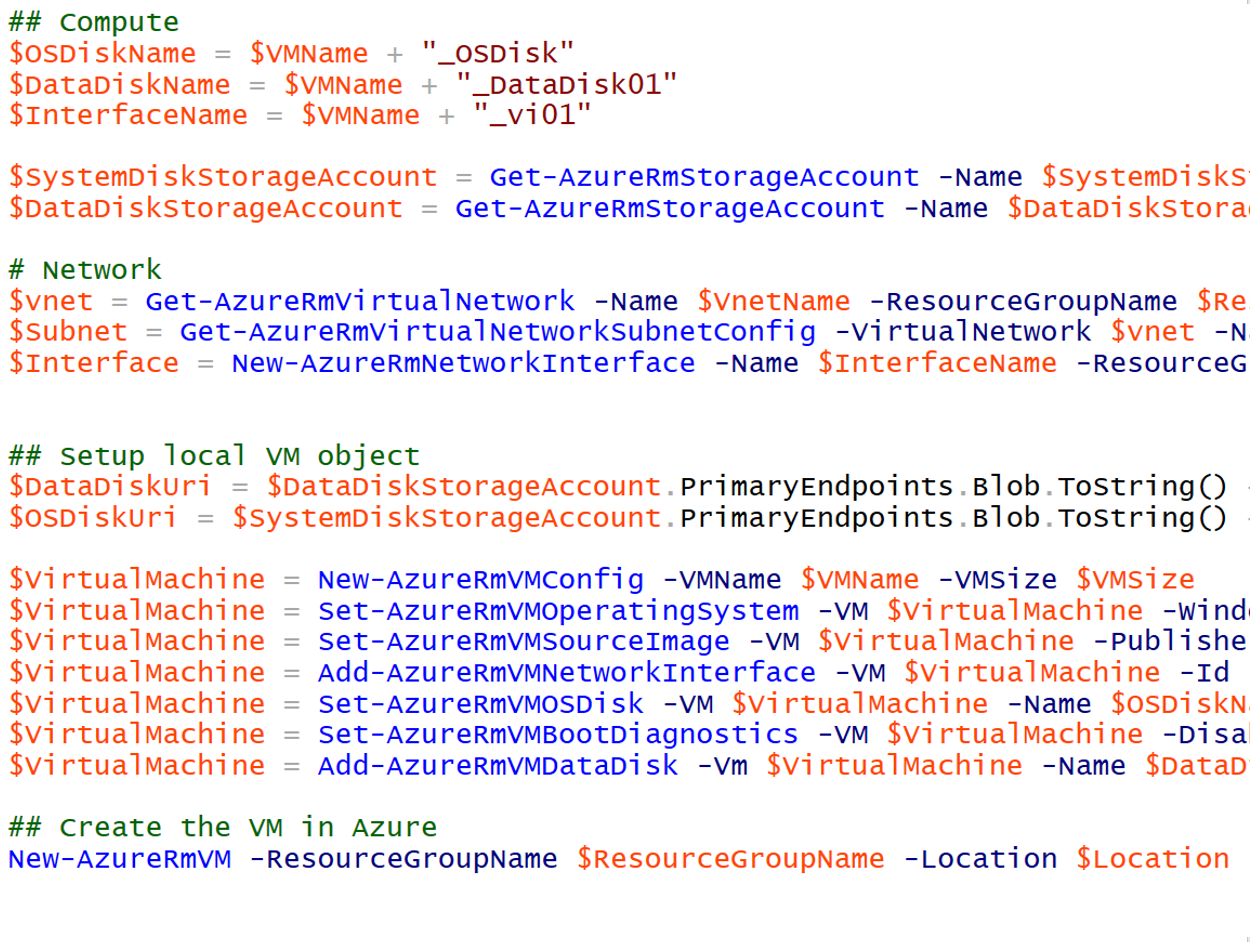 ## Compute
$OSDiskName = $VMName + "_OSDisk"
$DataDiskName = $VMName + "_DataDisk01"
$InterfaceName = $VMName + "_vi01"
$SystemDiskStorageAccount = Get-AzureRmStorageAccount -Name $SystemDiskS
$DataDiskStorageAccount = Get-AzureRmStorageAccount -Name $DataDiskStora
# Network
$vnet = Get-AzureRmVirtualNetwork -Name $VnetName -ResourceGroupName $Re
$Subnet = Get-AzureRmVirtualNetworkSubnetConfig -VirtualNetwork $vnet -N
$Interface = New-AzureRmNetworkInterface -Name $InterfaceName -ResourceG
## Setup local VM object
$DataDiskUri = $DataDiskStorageAccount.PrimaryEndpoints.Blob.ToString()
$OSDiskUri = $SystemDiskStorageAccount.PrimaryEndpoints.Blob.ToString()
$VirtualMachine = New-AzureRmVMConfig -VMName $VMName -VMSize $VMSize
$VirtualMachine = Set-AzureRmVMOperatingSystem -VM $VirtualMachine -Wind
$VirtualMachine = Set-AzureRmVMSourceImage -VM $VirtualMachine -Publishe
$VirtualMachine = Add-AzureRmVMNetworkInterface -VM $VirtualMachine -Id
$VirtualMachine = Set-AzureRmVMOSDisk -VM $VirtualMachine -Name $OSDiskN
$VirtualMachine = Set-AzureRmVMBootDiagnostics -VM $VirtualMachine -Disa
$VirtualMachine = Add-AzureRmVMDataDisk -Vm $VirtualMachine -Name $DataD
## Create the VM in Azure
New-AzureRmVM -ResourceGroupName $ResourceGroupName -Location $Location